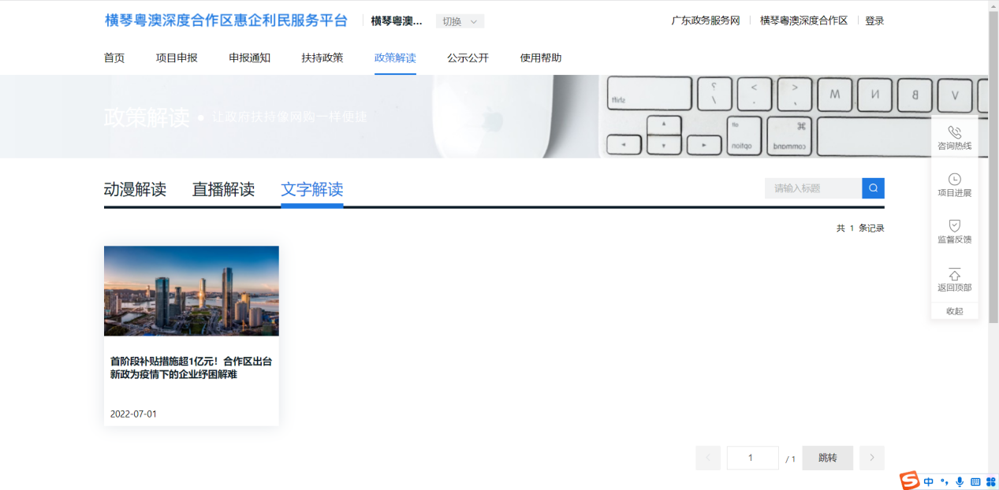 横琴粤澳深度合作区惠企利民服务平台 横琴粤澳... 切换 广东政务服务网 横琴粤澳深度合作区 登录
首页 项目申报 申报通知 扶持政策 政策解读 公示公开 使用帮助
政策解读 • 让政府扶持像网购一样便捷
shift ? \ > . < , M N B V
alt option ⌘ command
咨询热线
项目进展
监督反馈
返回顶部
收起
动漫解读 直播解读 文字解读 请输入标题
共 1 条记录
首阶段补贴措施超1亿元！合作区出台
新政为疫情下的企业纾困解难
2022-07-01
< 1 / 1 跳转 >
S 中 °，